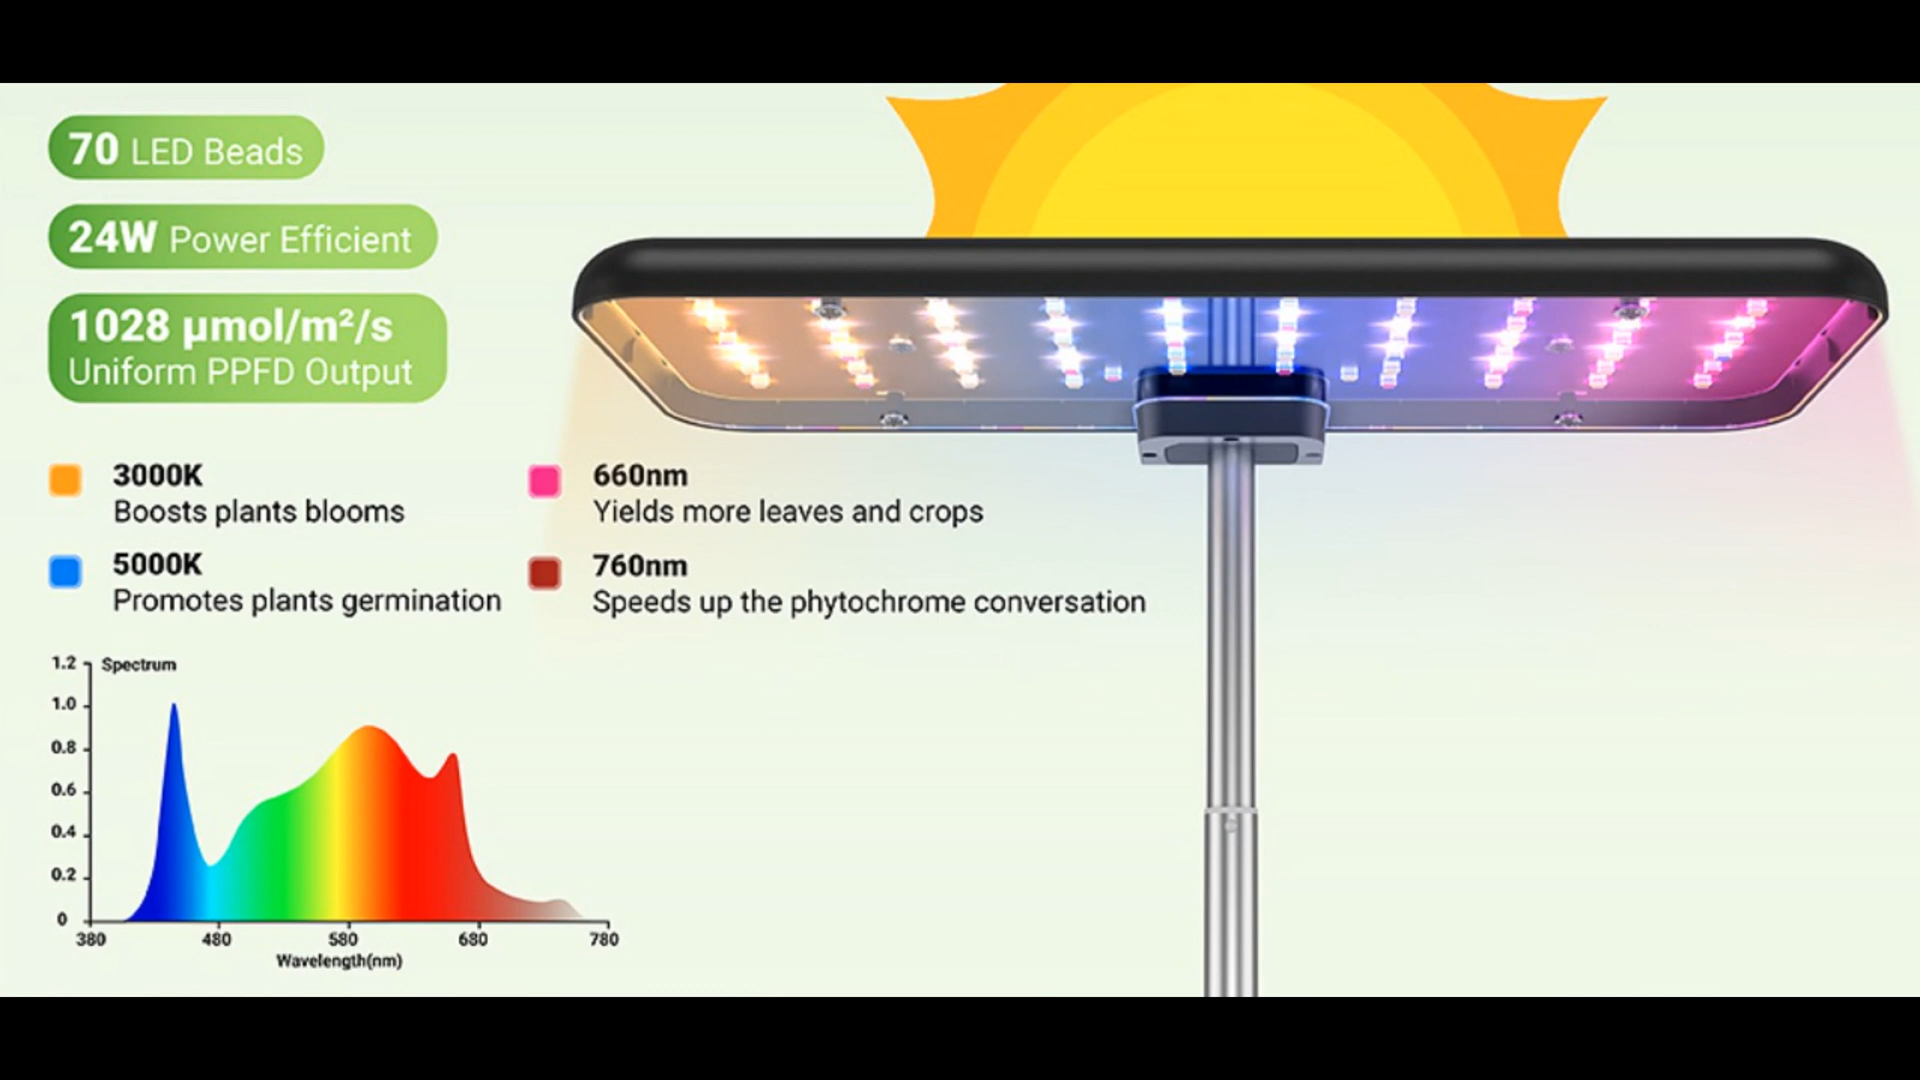 70 LED Beads
24W Power Efficient
1028 μmol/m²/s
Uniform PPFD Output
3000K
Boosts plants blooms
660nm
Yields more leaves and crops
5000K
Promotes plants germination
760nm
Speeds up the phytochrome conversation
Spectrum
1.2
1.0
0.8
0.6
0.4
0.2
0
380 480 580 680 780
Wavelength(nm)